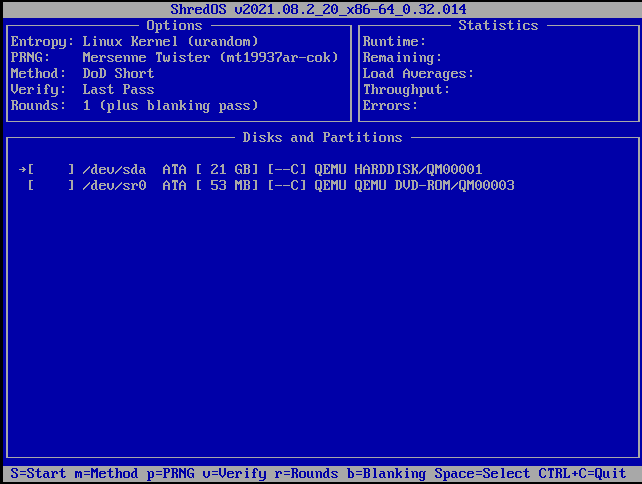 ShredOS v2021.08.2_20_x86-64_0.32.014
Options
Entropy: Linux Kernel (urandom)
PRNG: Mersenne Twister (mt19937ar-cok)
Method: DoD Short
Verify: Last Pass
Rounds: 1 (plus blanking pass)
Statistics
Runtime:
Remaining:
Load Averages:
Throughput:
Errors:
Disks and Partitions
→[    ] /dev/sda  ATA [ 21 GB] [--C] QEMU HARDDISK/QM00001
[    ] /dev/sr0  ATA [ 53 MB] [--C] QEMU QEMU DVD-ROM/QM00003
S=Start m=Method p=PRNG v=Verify r=Rounds b=Blanking Space=Select CTRL+C=Quit